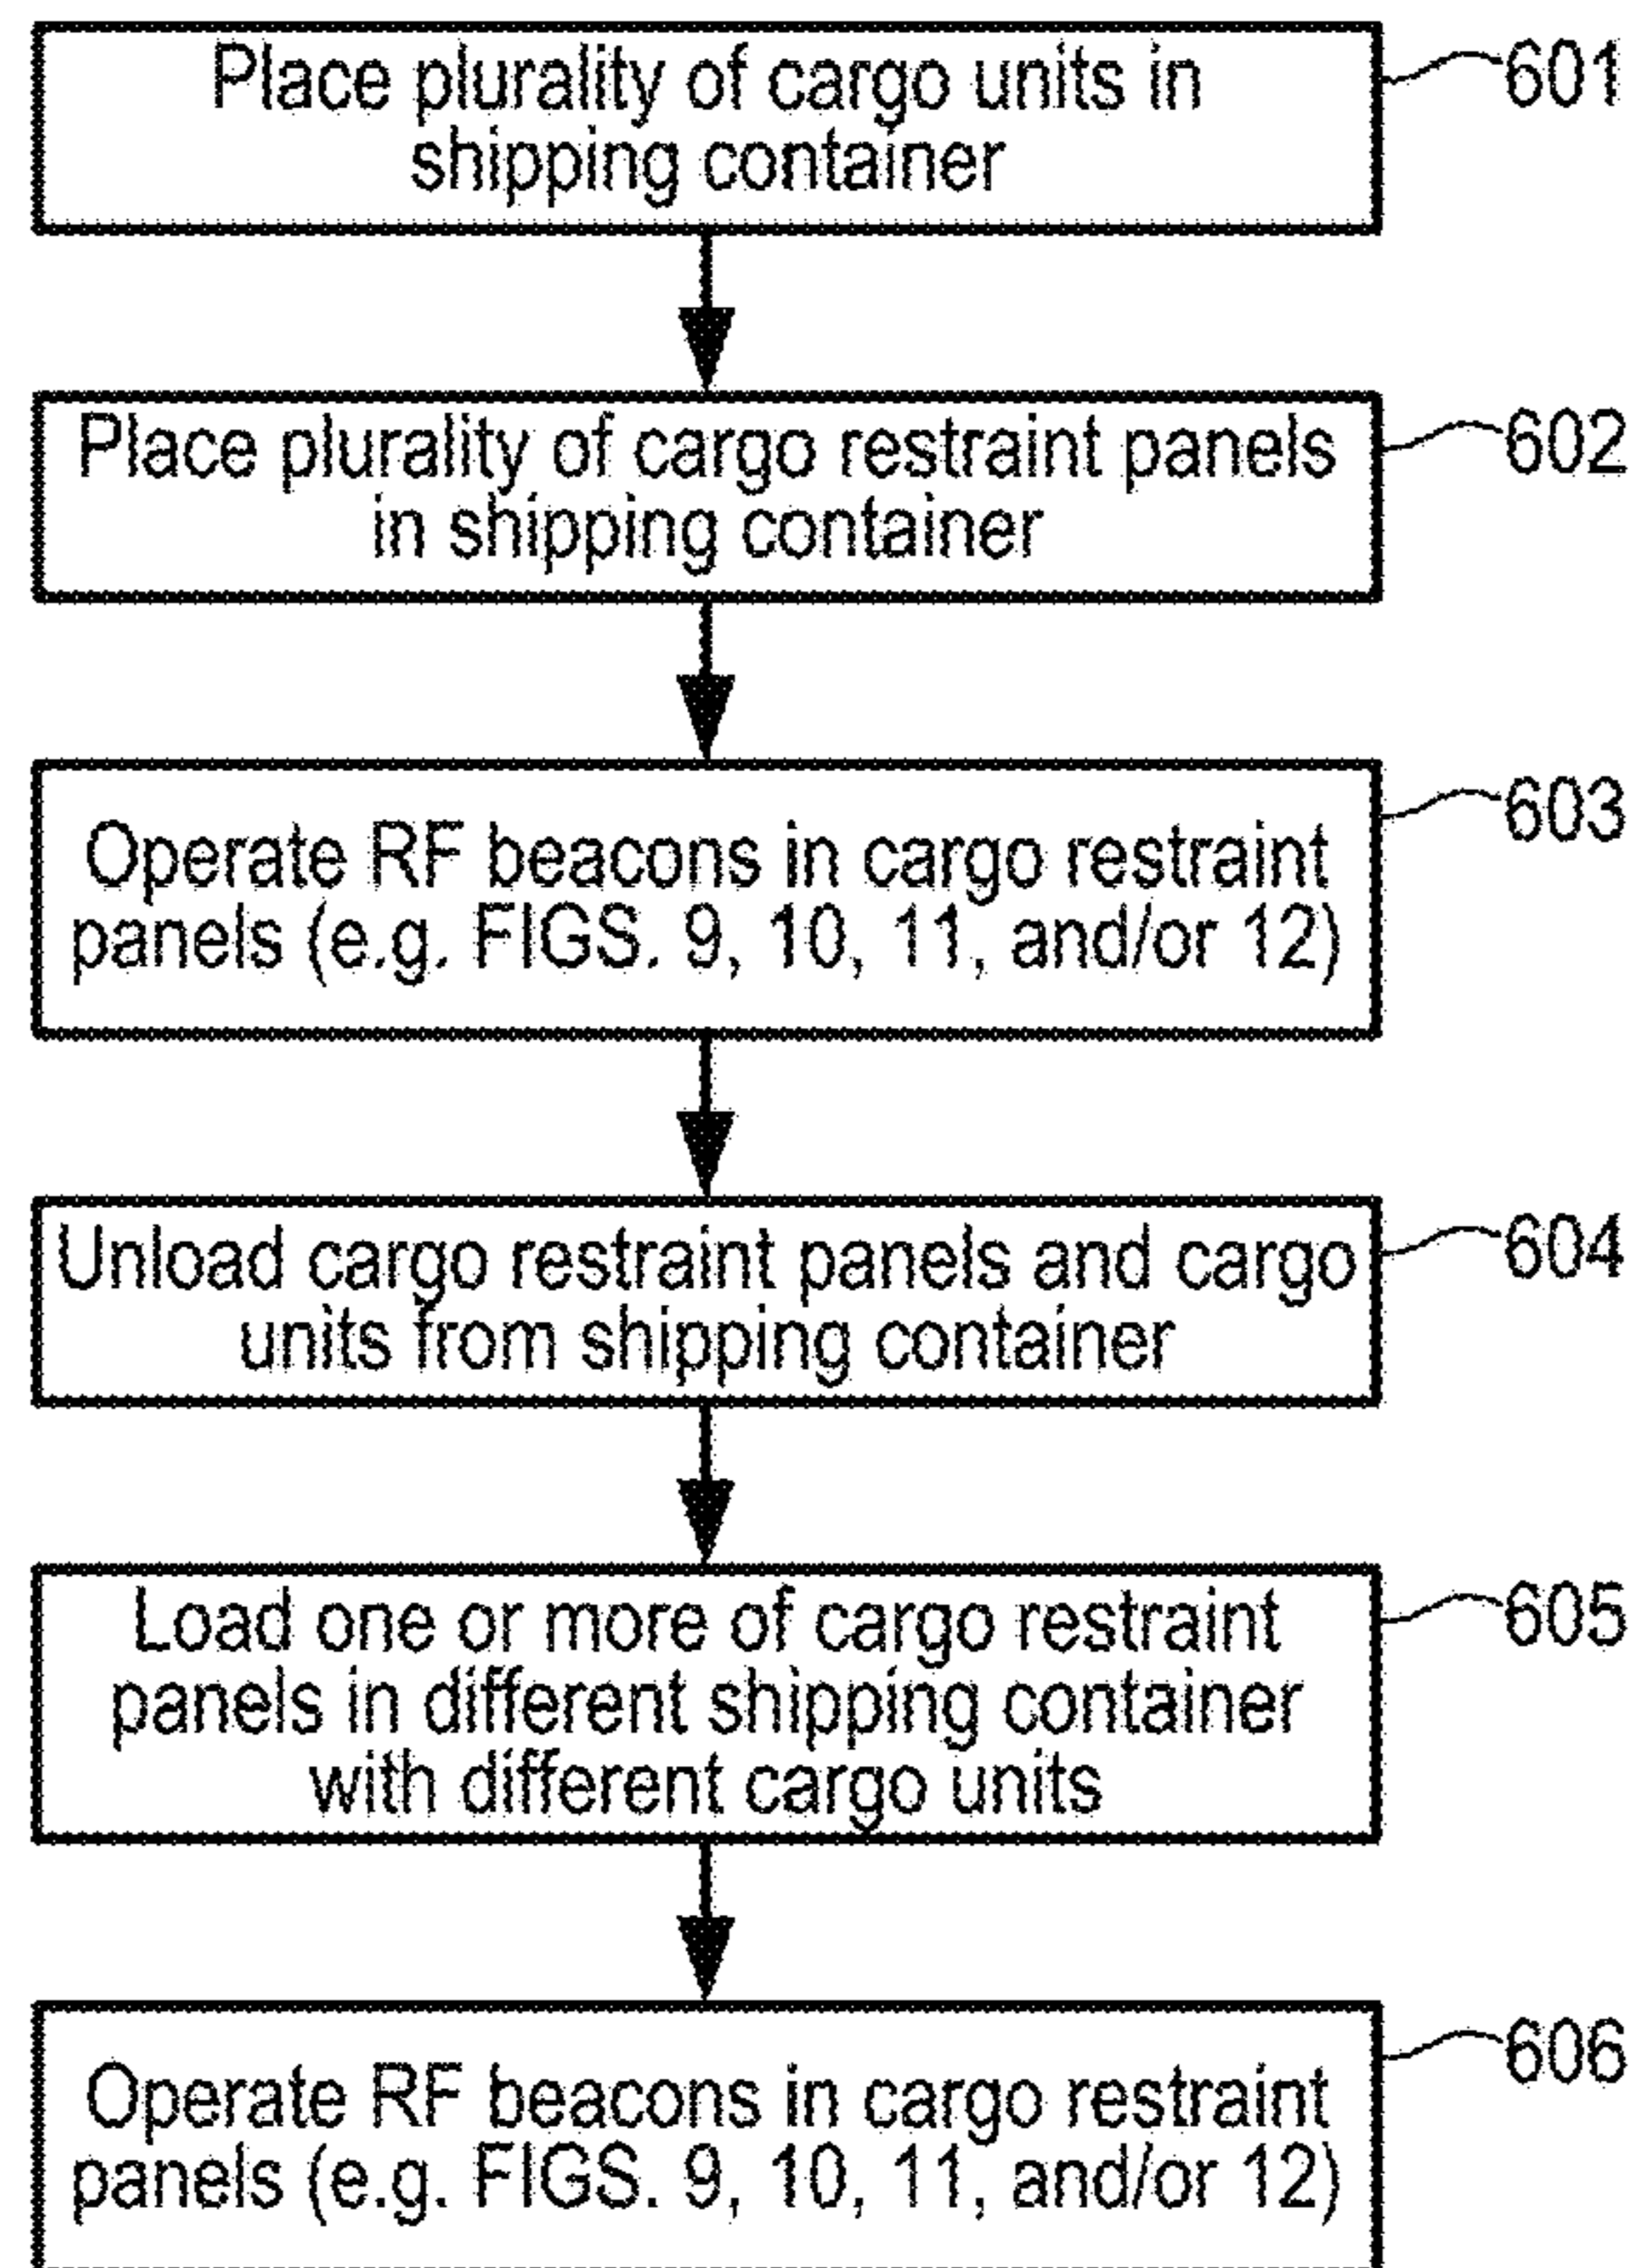 Place plurality of cargo units in
shipping container
601
Place plurality of cargo restraint panels
in shipping container
602
Operate RF beacons in cargo restraint
panels (e.g. FIGS. 9, 10, 11, and/or 12)
603
Unload cargo restraint panels and cargo
units from shipping container
604
Load one or more of cargo restraint
panels in different shipping container
with different cargo units
605
Operate RF beacons in cargo restraint
panels (e.g. FIGS. 9, 10, 11, and/or 12)
606